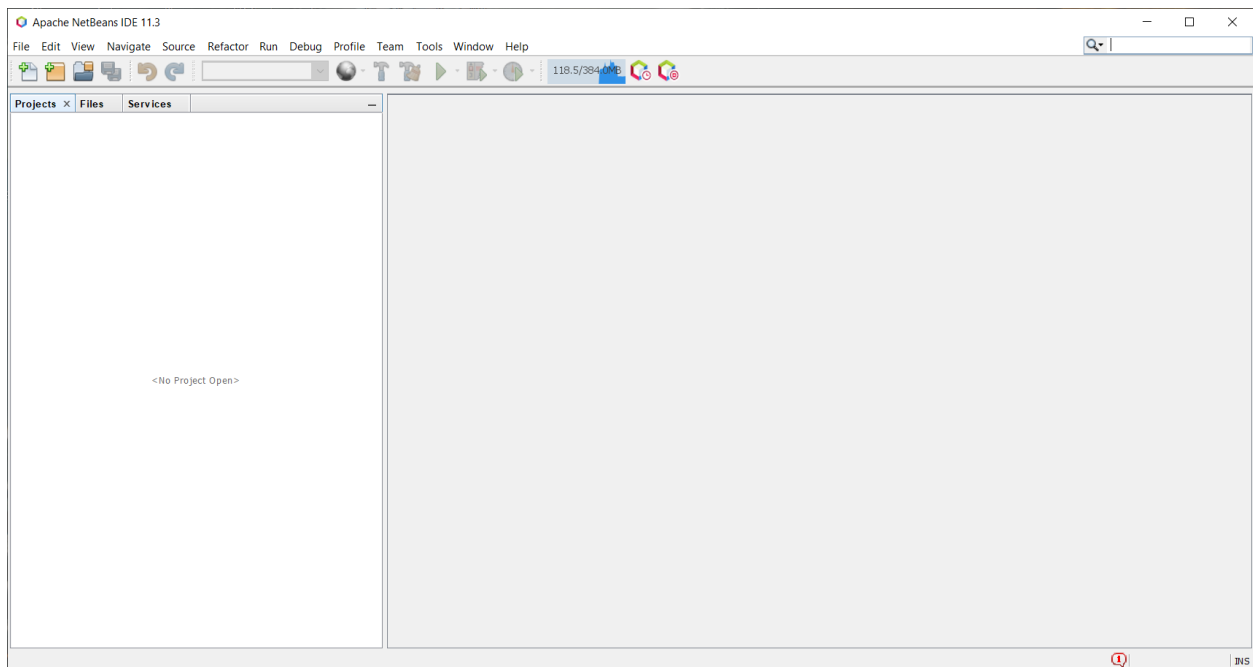 Apache NetBeans IDE 11.3
File Edit View Navigate Source Refactor Run Debug Profile Team Tools Window Help
118.5/384.0MB
Projects Files Services
<No Project Open>
1
INS